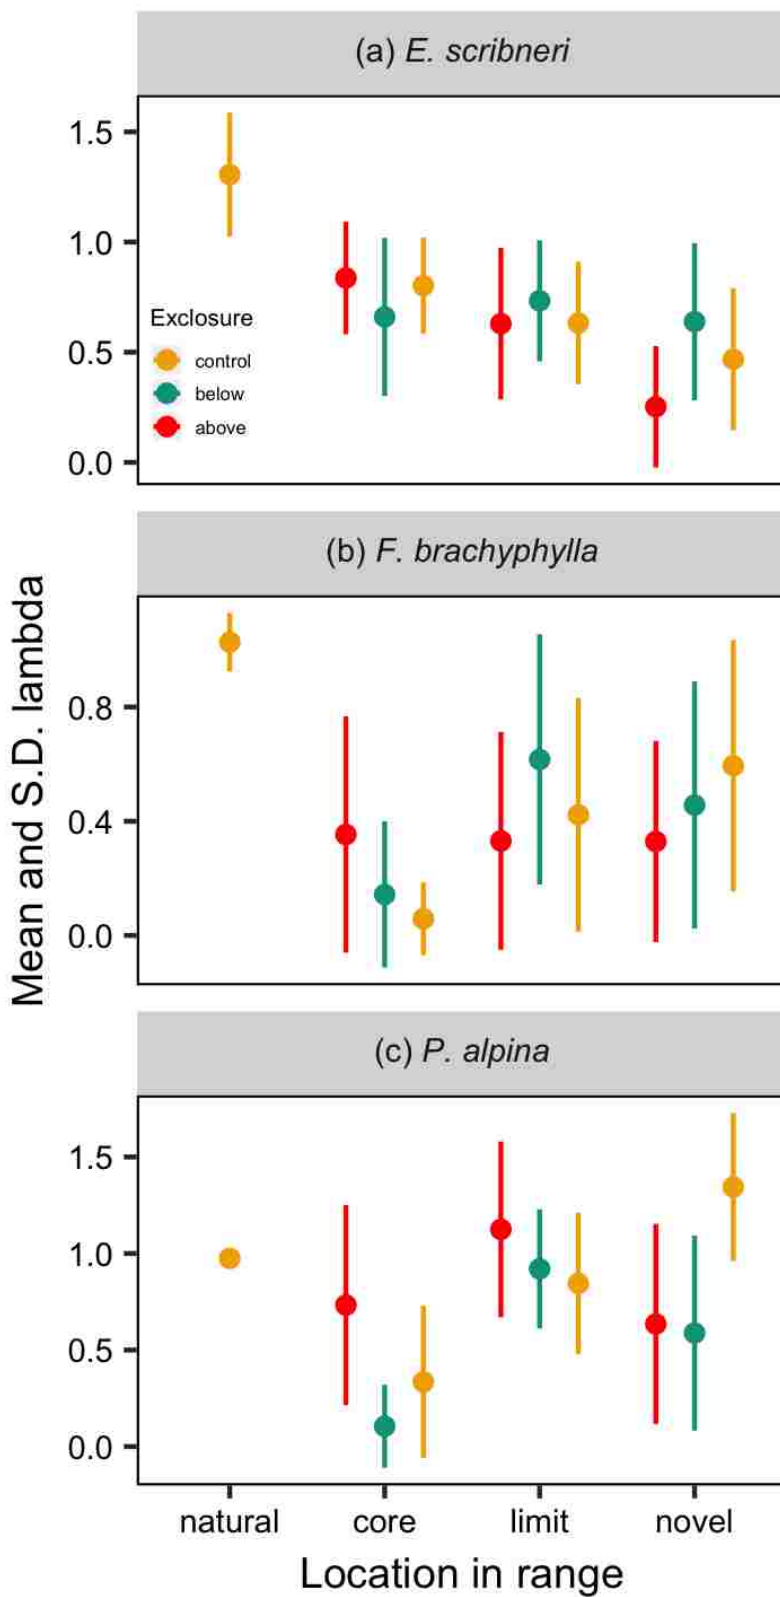 (a) E. scribneri
1.5
1.0
0.5
0.0
Exclosure
control
below
above
(b) F. brachyphylla
Mean and S.D. lambda
0.8
0.4
0.0
(c) P. alpina
1.5
1.0
0.5
0.0
natural core limit novel
Location in range